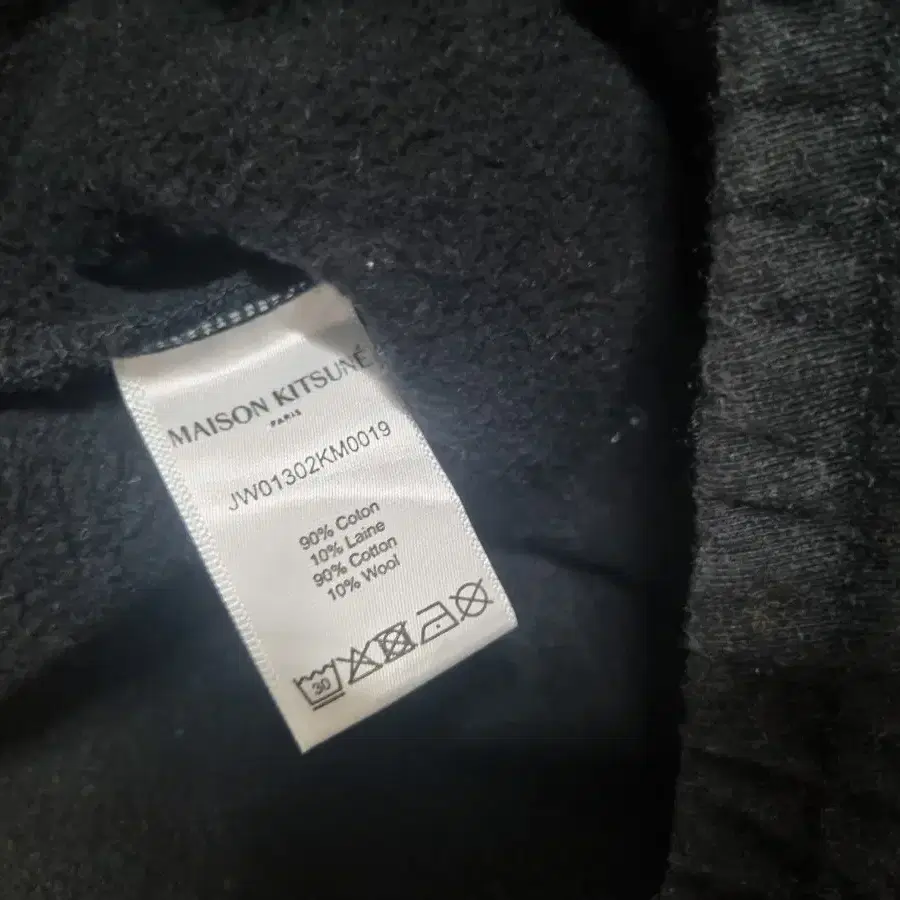 MAISON KITSUNÉ
PARIS
JW01302KM0019
90% Coton
10% Laine
90% Cotton
10% Wool
30